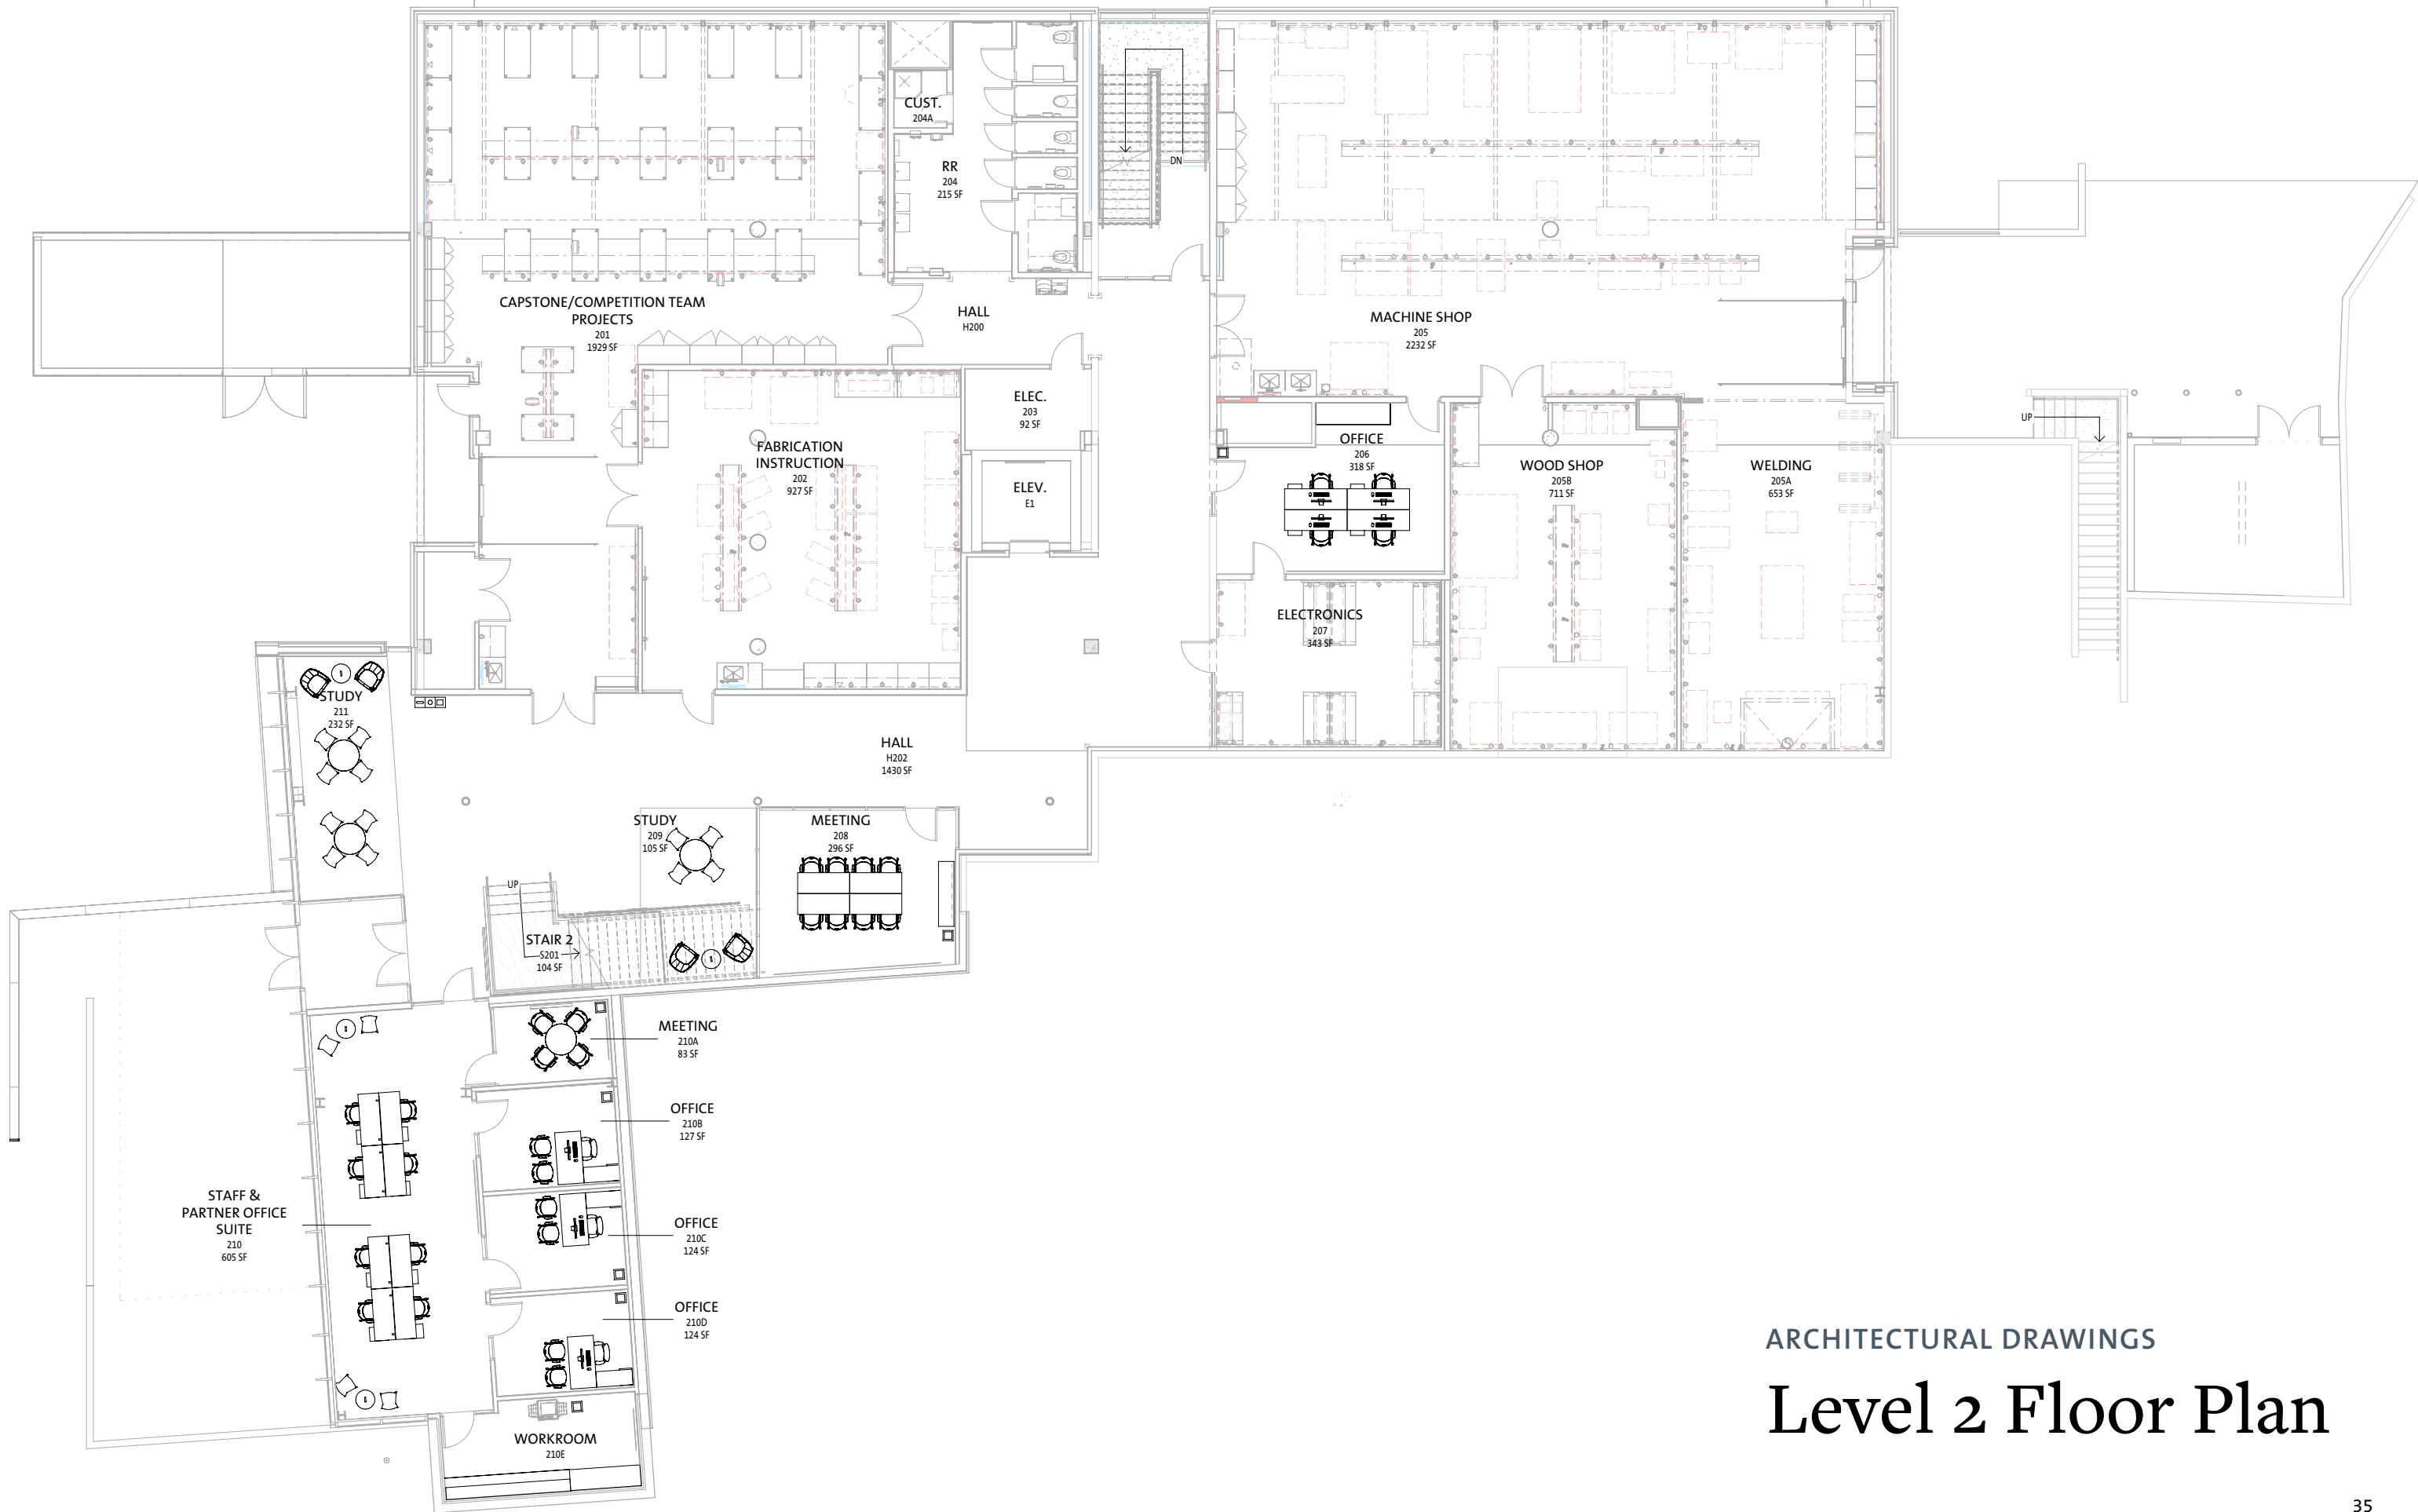 CUST.
204A
RR
204
215 SF
DN
CAPSTONE/COMPETITION TEAM
PROJECTS
201
1929 SF
HALL
H200
MACHINE SHOP
205
2232 SF
ELEC.
203
92 SF
UP
FABRICATION
INSTRUCTION
202
927 SF
OFFICE
206
318 SF
WOOD SHOP
205B
711 SF
WELDING
205A
653 SF
ELEV.
E1
ELECTRONICS
207
343 SF
STUDY
211
232 SF
HALL
H202
1430 SF
STUDY
209
105 SF
MEETING
208
296 SF
UP
STAIR 2
S201
104 SF
MEETING
210A
83 SF
OFFICE
210B
127 SF
STAFF &
PARTNER OFFICE
SUITE
210
605 SF
OFFICE
210C
124 SF
OFFICE
210D
124 SF
WORKROOM
210E
ARCHITECTURAL DRAWINGS
Level 2 Floor Plan
35